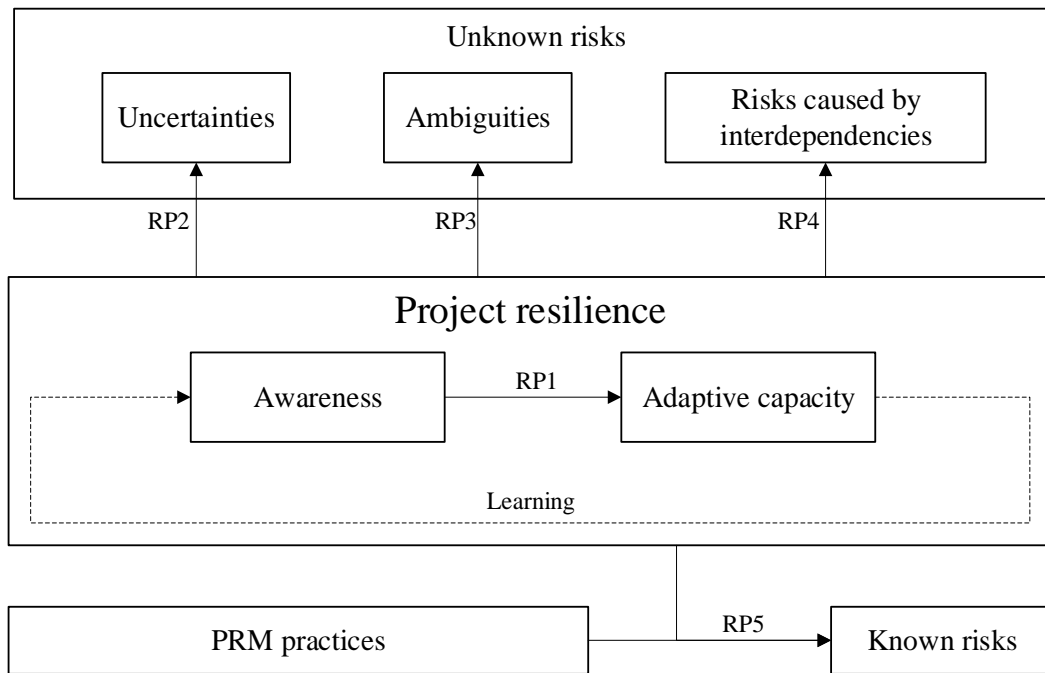 Unknown risks
Uncertainties
Ambiguities
Risks caused by
interdependencies
RP2
RP3
RP4
Project resilience
Awareness
RP1
Adaptive capacity
Learning
PRM practices
RP5
Known risks